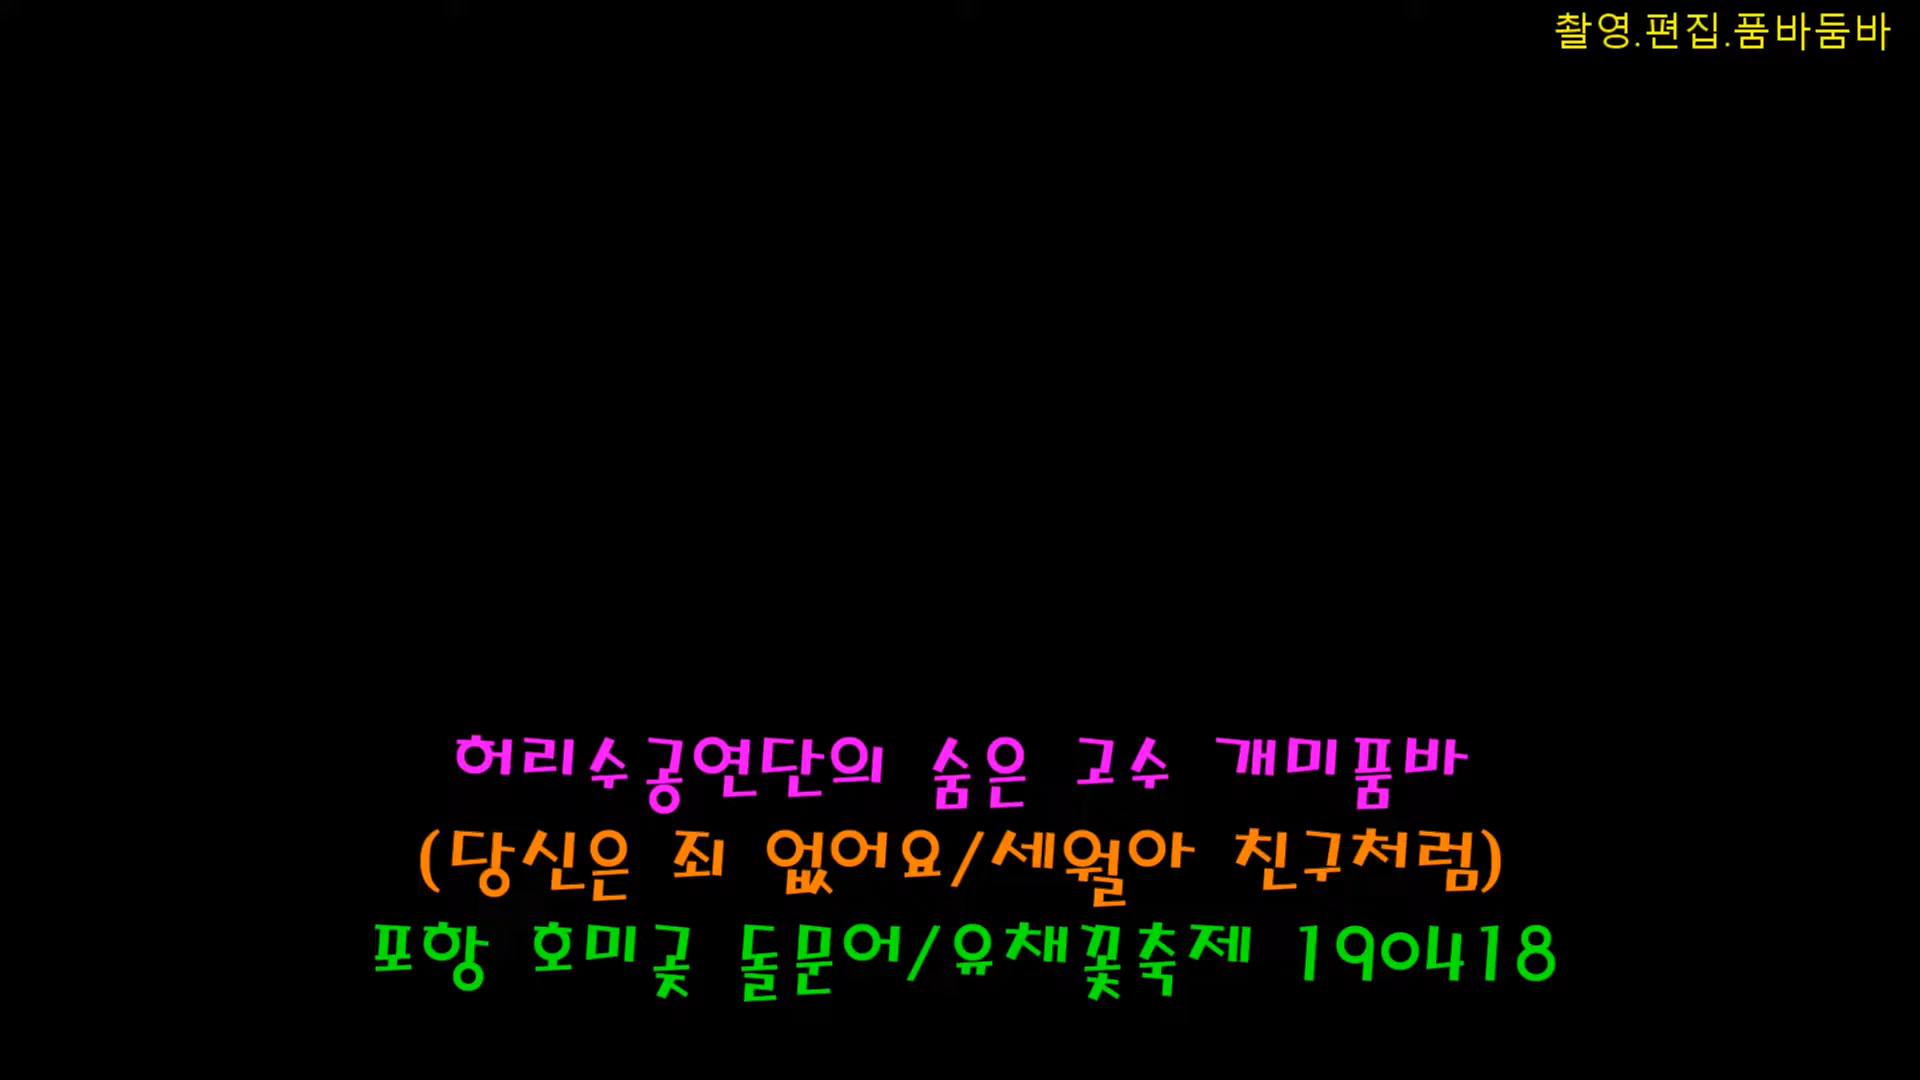 촬영.편집.품바둠바
허리수공연단의 숨은 고수 개미품바
(당신은 죄 없어요/세월아 친구처럼)
포항 호미곶 돌문어/유채꽃축제 190418